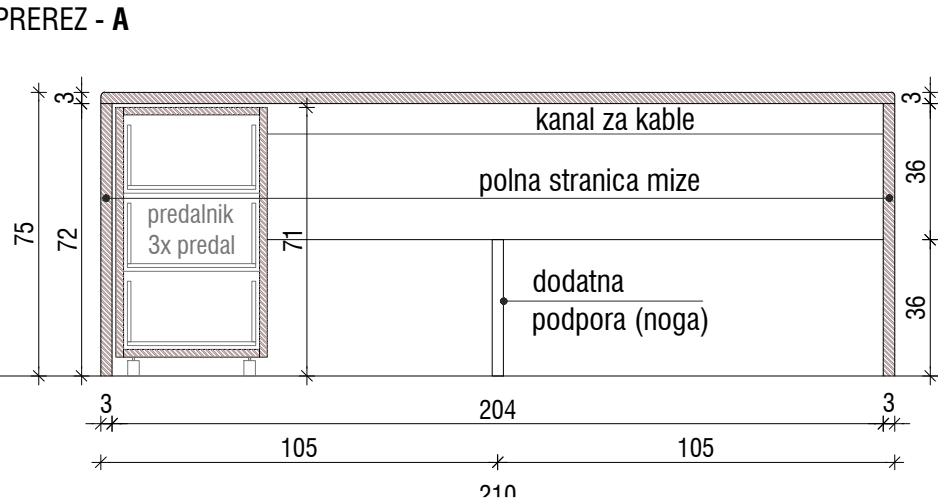 PREREZ - A
3
3
kanal za kable
36
polna stranica mize
predalnik
3x predal
75
72
71
dodatna
podpora (noga)
36
3
204
3
105
105
210